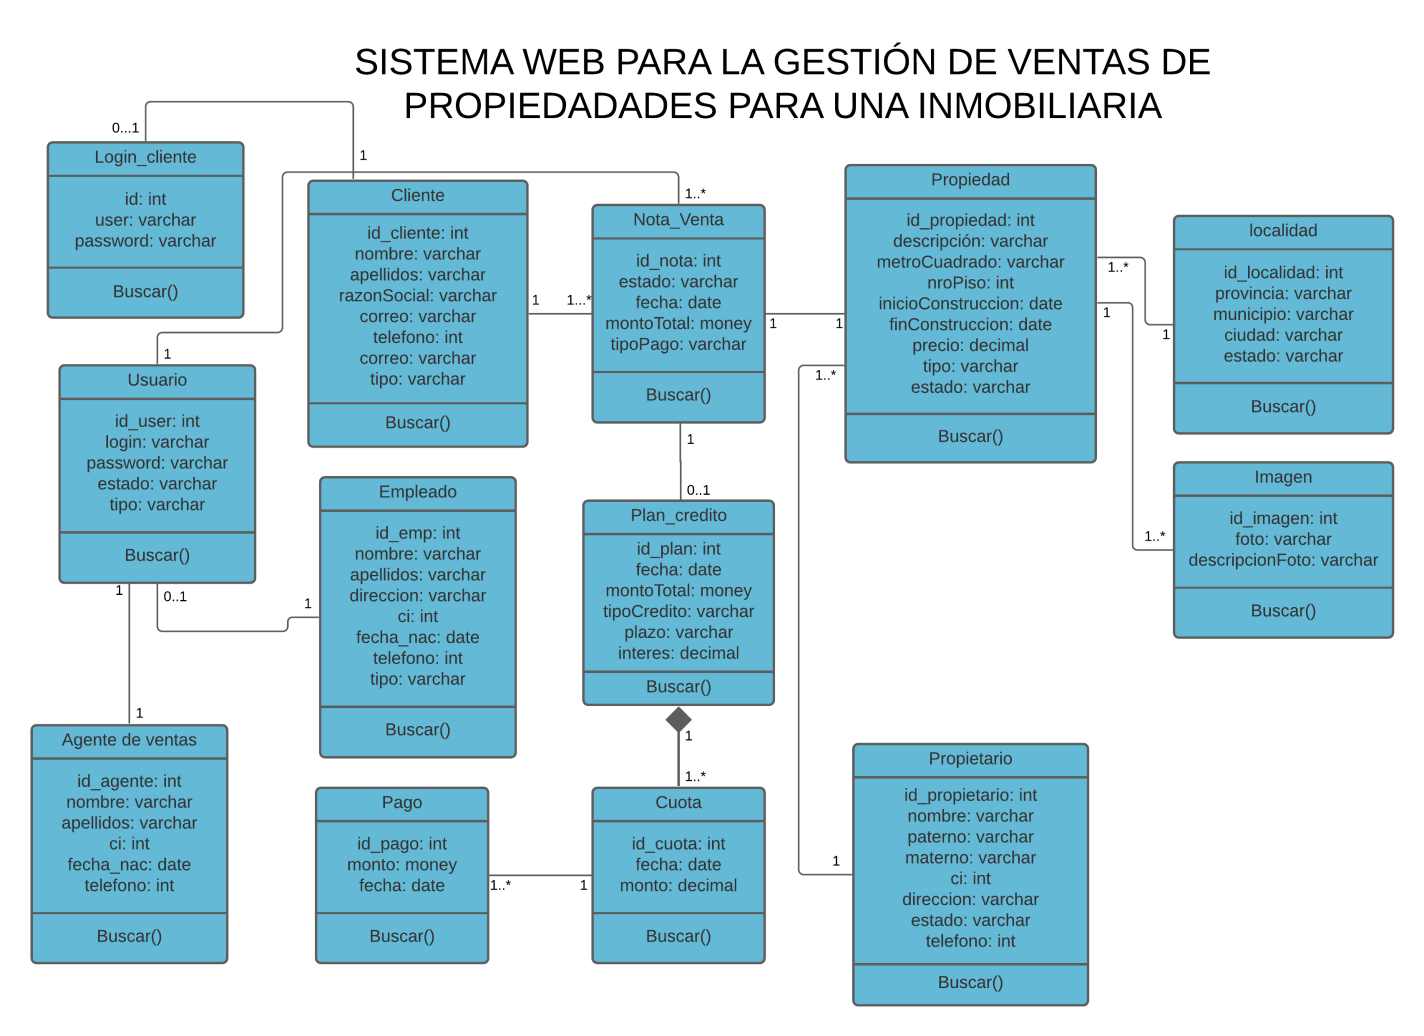 SISTEMA WEB PARA LA GESTIÓN DE VENTAS DE
PROPIEDADADES PARA UNA INMOBILIARIA
0...1
1
Login_cliente
id: int
user: varchar
password: varchar
Buscar()
Cliente
id_cliente: int
nombre: varchar
apellidos: varchar
razonSocial: varchar
correo: varchar
telefono: int
correo: varchar
tipo: varchar
Buscar()
1
1...*
1..*
Nota_Venta
id_nota: int
estado: varchar
fecha: date
montoTotal: money
tipoPago: varchar
Buscar()
1
1
Propiedad
id_propiedad: int
descripción: varchar
metroCuadrado: varchar
nroPiso: int
inicioConstruccion: date
finConstruccion: date
precio: decimal
tipo: varchar
estado: varchar
Buscar()
1..*
1..*
1
1
localidad
id_localidad: int
provincia: varchar
municipio: varchar
ciudad: varchar
estado: varchar
Buscar()
1
Usuario
id_user: int
login: varchar
password: varchar
estado: varchar
tipo: varchar
Buscar()
1
0..1
1
Empleado
id_emp: int
nombre: varchar
apellidos: varchar
direccion: varchar
ci: int
fecha_nac: date
telefono: int
tipo: varchar
Buscar()
1
0..1
Plan_credito
id_plan: int
fecha: date
montoTotal: money
tipoCredito: varchar
plazo: varchar
interes: decimal
Buscar()
1
1..*
1..*
Imagen
id_imagen: int
foto: varchar
descripcionFoto: varchar
Buscar()
1
Agente de ventas
id_agente: int
nombre: varchar
apellidos: varchar
ci: int
fecha_nac: date
telefono: int
Buscar()
Pago
id_pago: int
monto: money
fecha: date
Buscar()
1..*
1
Cuota
id_cuota: int
fecha: date
monto: decimal
Buscar()
1
Propietario
id_propietario: int
nombre: varchar
paterno: varchar
materno: varchar
ci: int
direccion: varchar
estado: varchar
telefono: int
Buscar()